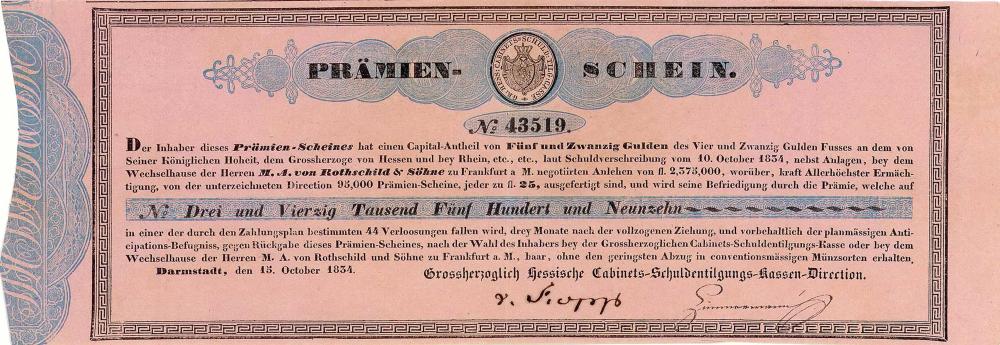 PRÄMIEN-SCHEIN.
GR. HESS. CABINETS-SCHULD. TILG. CASSE
№ 43519.
Der Inhaber dieses Prämien-Scheines hat einen Capital-Antheil von Fünf und Zwanzig Gulden des Vier und Zwanzig Gulden Fusses an dem von
Seiner Königlichen Hoheit, dem Grossherzoge von Hessen und bey Rhein, etc., etc., laut Schuldverschreibung vom 10. October 1834, nebst Anlagen, bey dem
Wechselhause der Herren M. A. von Rothschild & Söhne zu Frankfurt a M. negotiirten Anlehen von fl. 2,375,000, worüber, kraft Allerhöchster Ermäch-
tigung, von der unterzeichneten Direction 95,000 Prämien-Scheine, jeder zu fl. 25, ausgefertigt sind, und wird seine Befriedigung durch die Prämie, welche auf
№ Drei und Vierzig Tausend Fünf Hundert und Neunzehn
in einer der durch den Zahlungsplan bestimmten 44 Verloosungen fallen wird, drey Monate nach der vollzogenen Ziehung, und vorbehaltlich der planmässigen Anti-
cipations-Befugniss, gegen Rückgabe dieses Prämien-Scheines, nach der Wahl des Inhabers bey der Grossherzoglichen Cabinets-Schuldentilgungs-Kasse oder bey dem
Wechselhause der Herren M. A. von Rothschild und Söhne zu Frankfurt a. M., baar, ohne den geringsten Abzug in conventionsmässigen Münzsorten erhalten.
Darmstadt, den 15. October 1834.
Grossherzoglich Hessische Cabinets-Schuldentilgungs-Kassen-Direction.